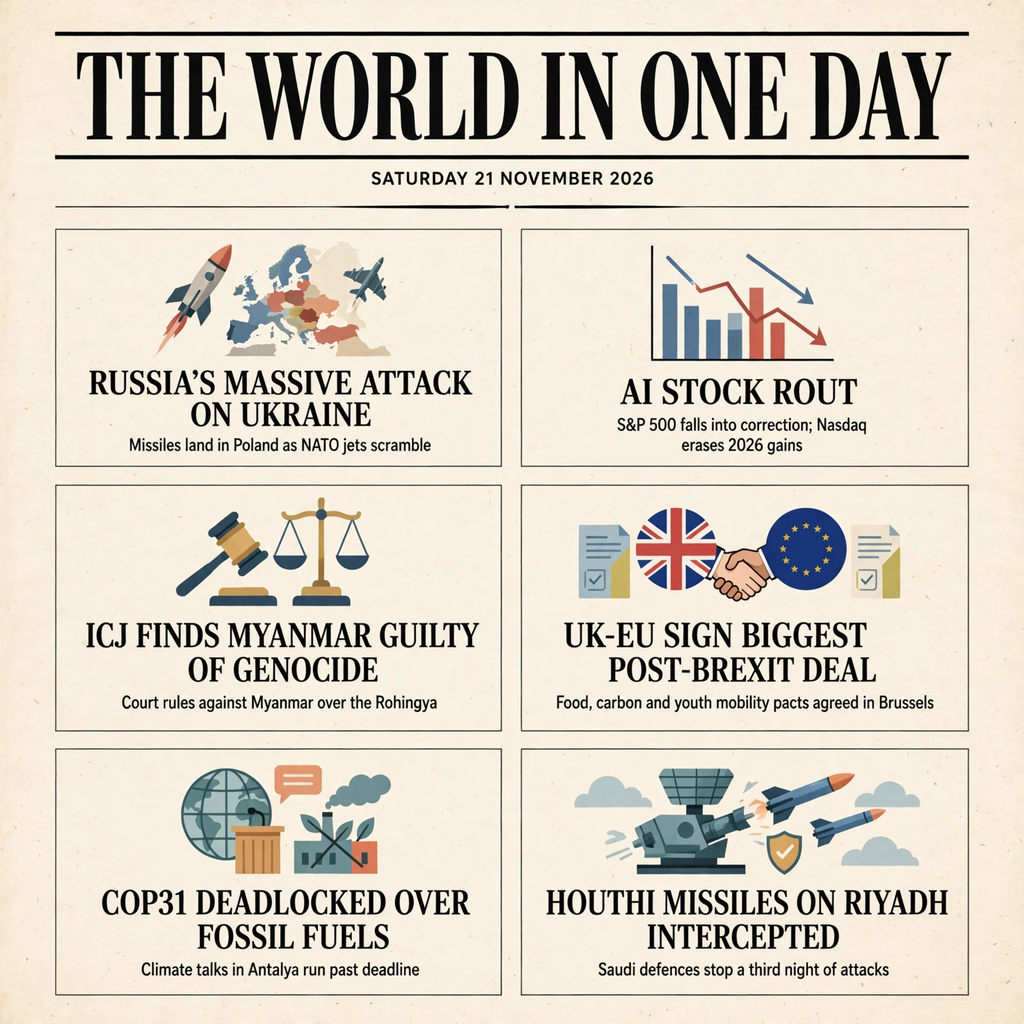 THE WORLD IN ONE DAY
SATURDAY 21 NOVEMBER 2026
RUSSIA'S MASSIVE ATTACK
ON UKRAINE
Missiles land in Poland as NATO jets scramble
AI STOCK ROUT
S&P 500 falls into correction; Nasdaq
erases 2026 gains
ICJ FINDS MYANMAR GUILTY
OF GENOCIDE
Court rules against Myanmar over the Rohingya
UK-EU SIGN BIGGEST
POST-BREXIT DEAL
Food, carbon and youth mobility pacts agreed in Brussels
COP31 DEADLOCKED OVER
FOSSIL FUELS
Climate talks in Antalya run past deadline
HOUTHI MISSILES ON RIYADH
INTERCEPTED
Saudi defences stop a third night of attacks